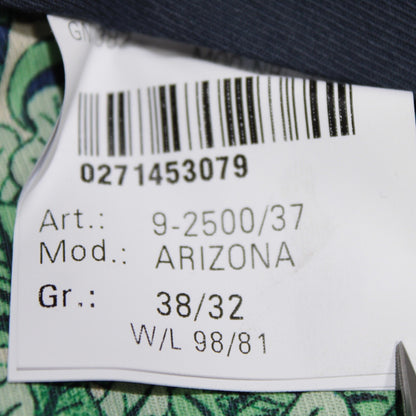 0271453079
Art.: 9-2500/37
Mod.: ARIZONA
Gr.: 38/32
W/L 98/81